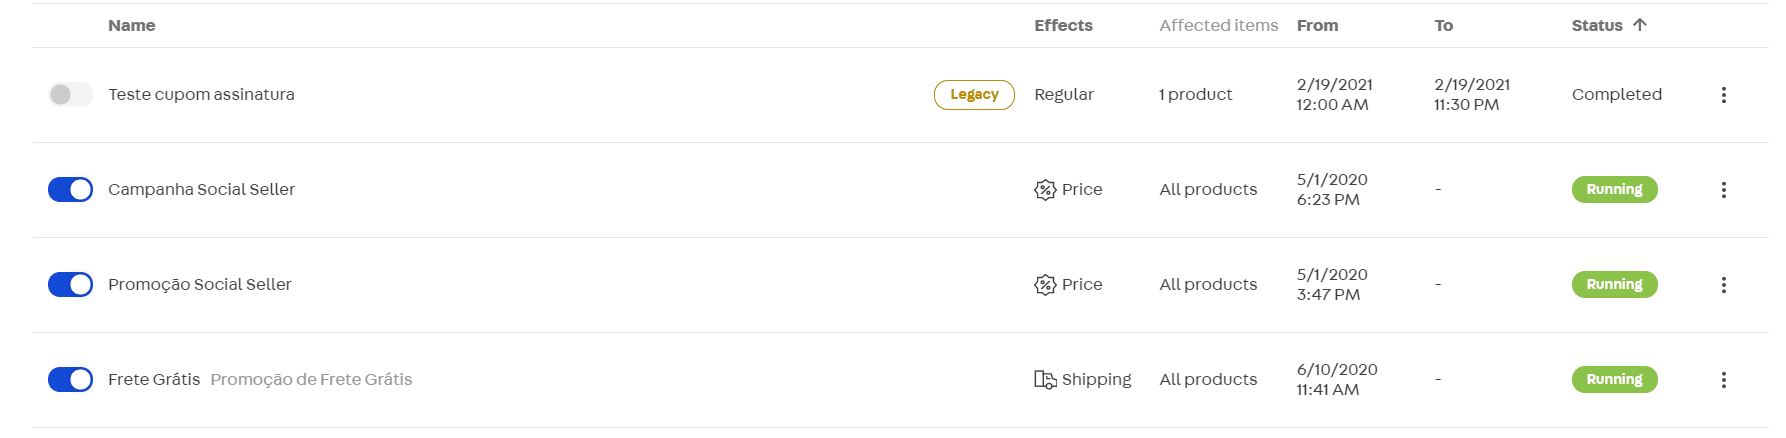 Name Effects Affected items From To Status
Teste cupom assinatura Legacy Regular 1 product 2/19/2021 12:00 AM 2/19/2021 11:30 PM Completed
Campanha Social Seller Price All products 5/1/2020 6:23 PM - Running
Promoção Social Seller Price All products 5/1/2020 3:47 PM - Running
Frete Grátis Promoção de Frete Grátis Shipping All products 6/10/2020 11:41 AM - Running